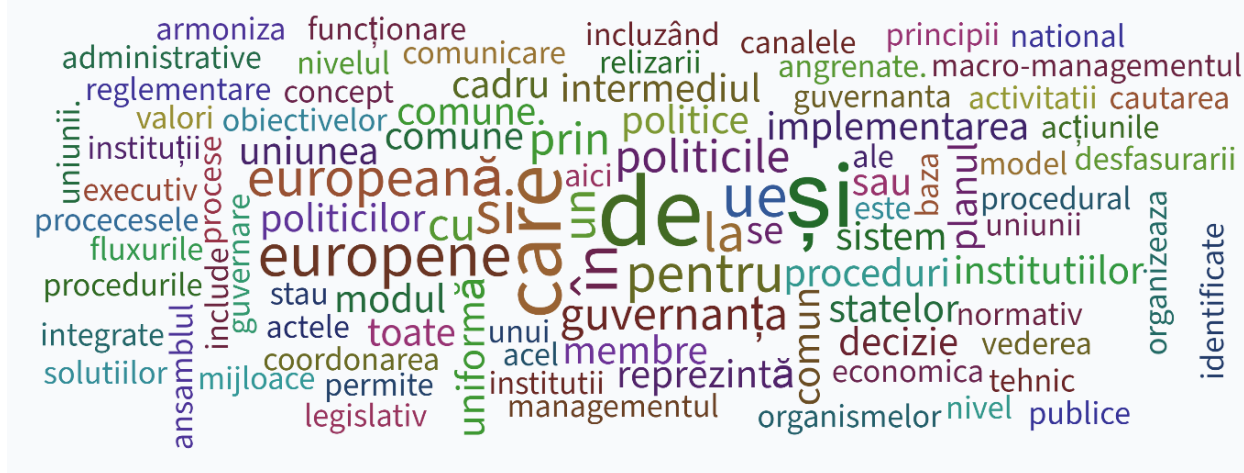 armoniza funcționare incluzând canalele principii national
administrative nivelul comunicare relizarii angrenate. macro-managementul
reglementare concept cadru intermediul guvernanta activitatii cautarea
valori obiectivelor comune. politice implementarea acțiunile
uniunii. instituții uniunea comune prin politicile ale planul model desfasurarii
executiv procese europeană. care aici de ue și sau baza procedural
procecesele politicilor cu si un la se este uniunii
fluxurile include guvernare europene în pentru sistem proceduri institutiilor organizeaza identificate
procedurile stau modul uniformă guvernanța comun statelor normativ
integrate ansamblul actele toate unui acel membre decizie vederea
solutiilor mijloace coordonarea permite institutii reprezintă economica tehnic
legislativ managementul organismelor nivel publice